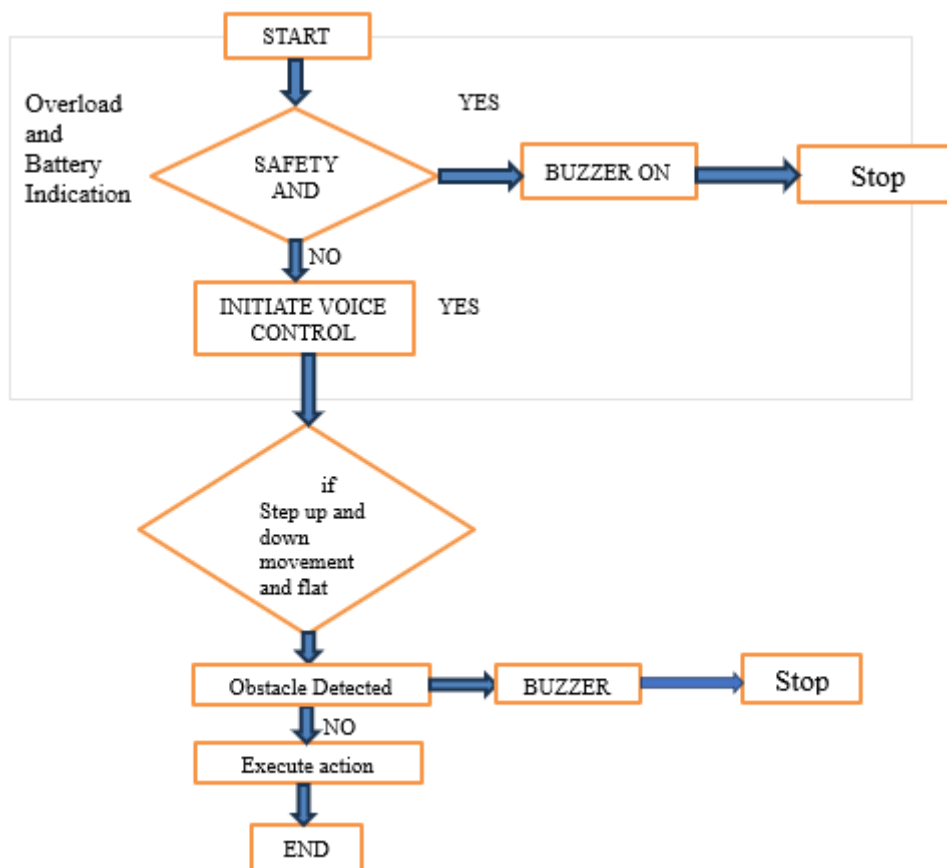 START
Overload
and
Battery
Indication
YES
SAFETY
AND
BUZZER ON
Stop
NO
INITIATE VOICE
CONTROL
YES
if
Step up and
down
movement
and flat
Obstacle Detected
BUZZER
Stop
NO
Execute action
END